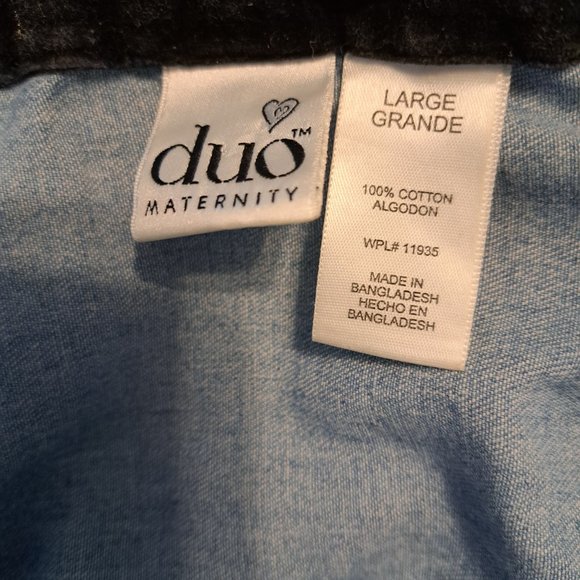 duo™
MATERNITY
LARGE
GRANDE
100% COTTON
ALGODON
WPL# 11935
MADE IN
BANGLADESH
HECHO EN
BANGLADESH